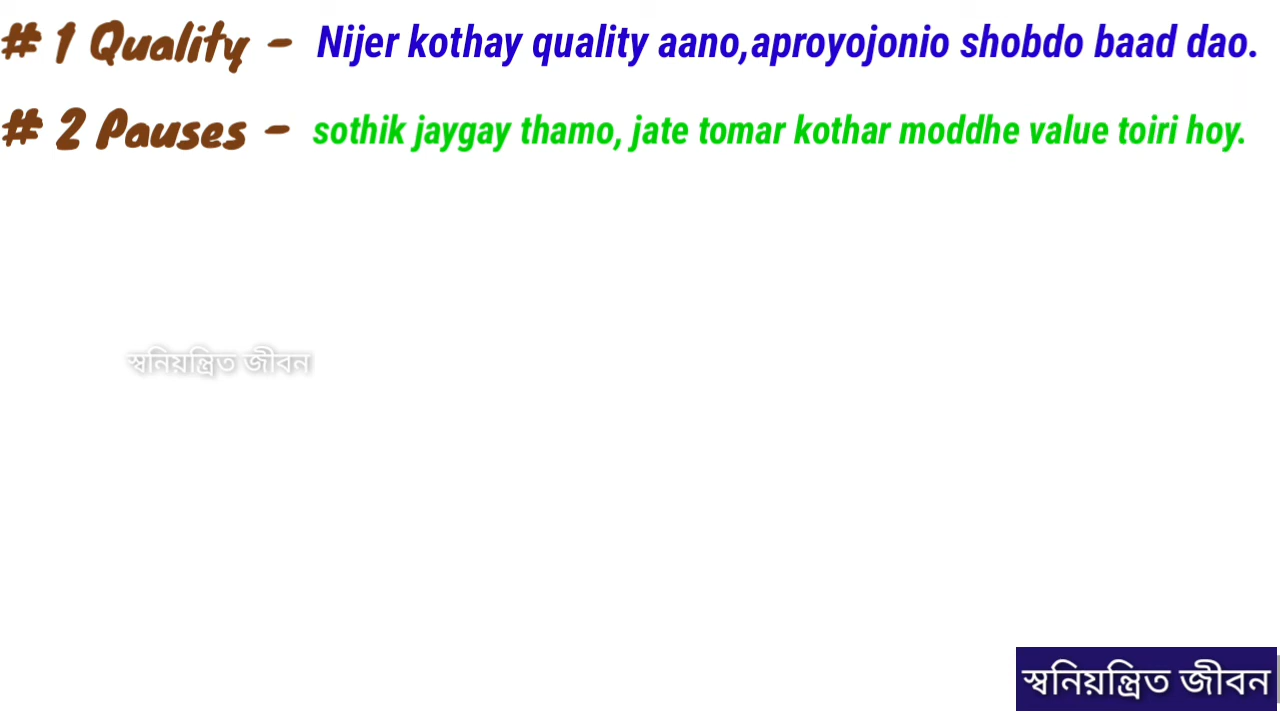 # 1 Quality - Nijer kothay quality aano,aproyojonio shobdo baad dao.
# 2 Pauses - sothik jaygay thamo, jate tomar kothar moddhe value toiri hoy.
স্বনিয়ন্ত্রিত জীবন
স্বনিয়ন্ত্রিত জীবন